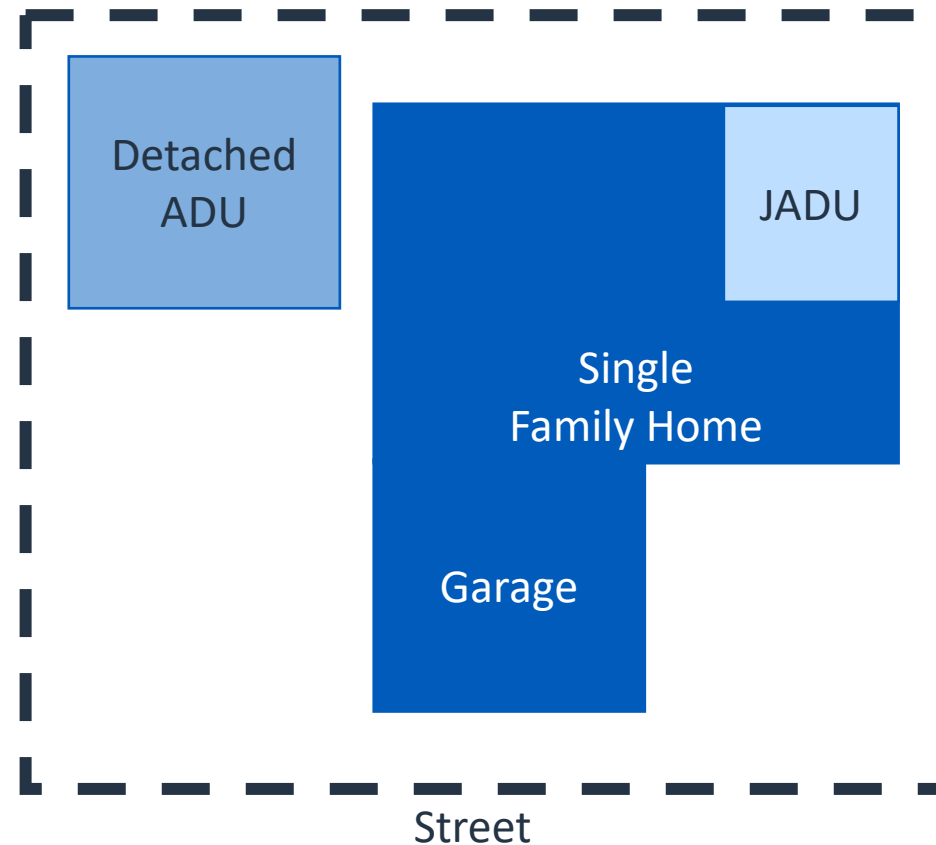 Detached
ADU
JADU
Single
Family Home
Garage
Street